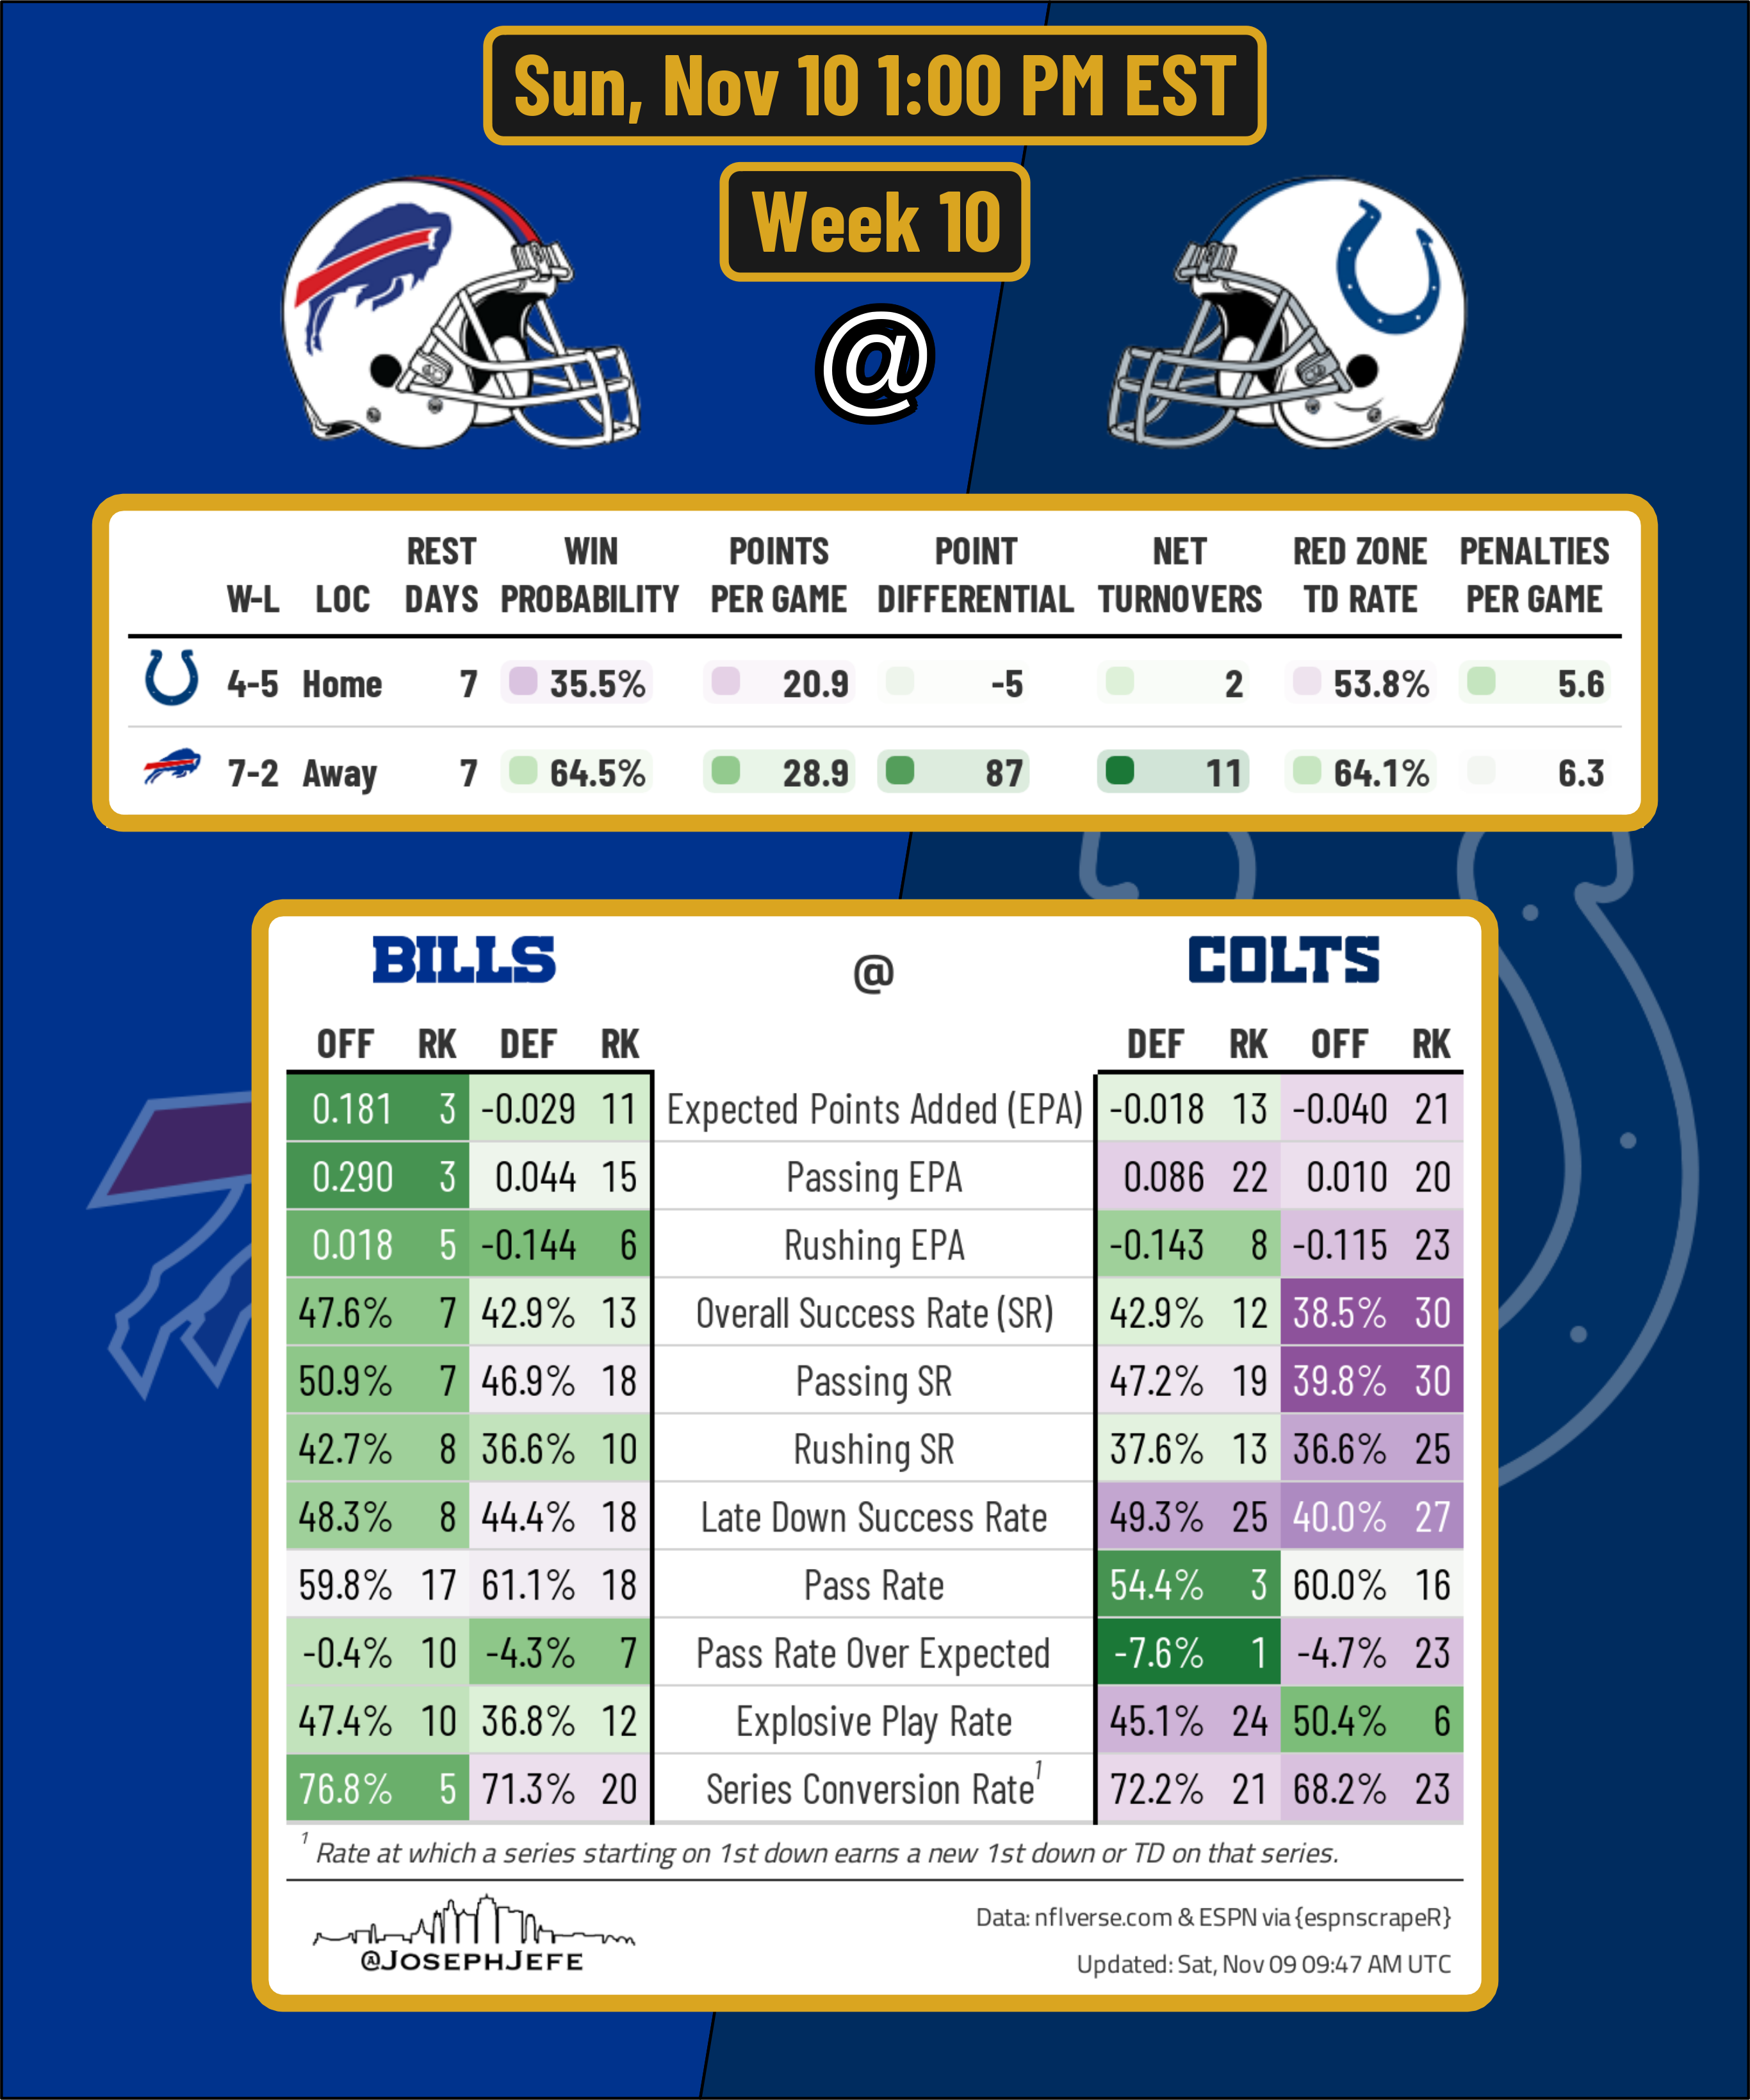 Sun, Nov 10 1:00 PM EST
Week 10
@
REST WIN POINTS POINT NET RED ZONE PENALTIES
W-L LOC DAYS PROBABILITY PER GAME DIFFERENTIAL TURNOVERS TD RATE PER GAME
4-5 Home 7 35.5% 20.9 -5 2 53.8% 5.6
7-2 Away 7 64.5% 28.9 87 11 64.1% 6.3
BILLS @ COLTS
OFF RK DEF RK DEF RK OFF RK
0.181 3 -0.029 11 Expected Points Added (EPA) -0.018 13 -0.040 21
0.290 3 0.044 15 Passing EPA 0.086 22 0.010 20
0.018 5 -0.144 6 Rushing EPA -0.143 8 -0.115 23
47.6% 7 42.9% 13 Overall Success Rate (SR) 42.9% 12 38.5% 30
50.9% 7 46.9% 18 Passing SR 47.2% 19 39.8% 30
42.7% 8 36.6% 10 Rushing SR 37.6% 13 36.6% 25
48.3% 8 44.4% 18 Late Down Success Rate 49.3% 25 40.0% 27
59.8% 17 61.1% 18 Pass Rate 54.4% 3 60.0% 16
-0.4% 10 -4.3% 7 Pass Rate Over Expected -7.6% 1 -4.7% 23
47.4% 10 36.8% 12 Explosive Play Rate 45.1% 24 50.4% 6
76.8% 5 71.3% 20 Series Conversion Rate¹ 72.2% 21 68.2% 23
¹ Rate at which a series starting on 1st down earns a new 1st down or TD on that series.
@JOSEPHJEFE
Data: nflverse.com & ESPN via {espnscrapeR}
Updated: Sat, Nov 09 09:47 AM UTC